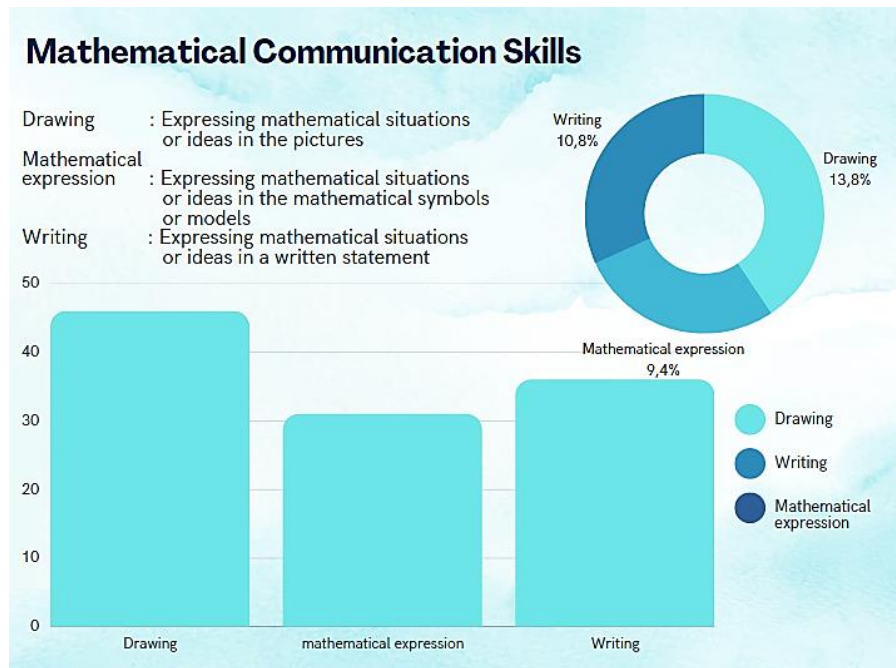 Mathematical Communication Skills
Drawing : Expressing mathematical situations
or ideas in the pictures
Mathematical
expression : Expressing mathematical situations
or ideas in the mathematical symbols
or models
Writing : Expressing mathematical situations
or ideas in a written statement
Writing
10,8%
Drawing
13,8%
Mathematical expression
9,4%
50
40
30
20
10
0
Drawing
mathematical expression
Writing
Drawing
Writing
Mathematical
expression